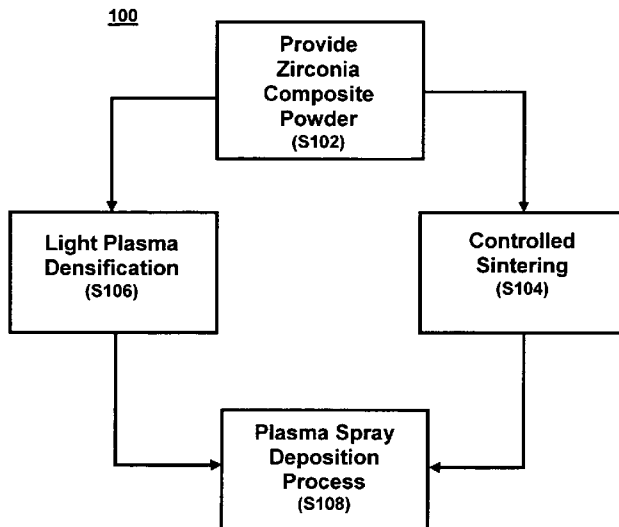 100
Provide
Zirconia
Composite
Powder
(S102)
Light Plasma
Densification
(S106)
Controlled
Sintering
(S104)
Plasma Spray
Deposition
Process
(S108)